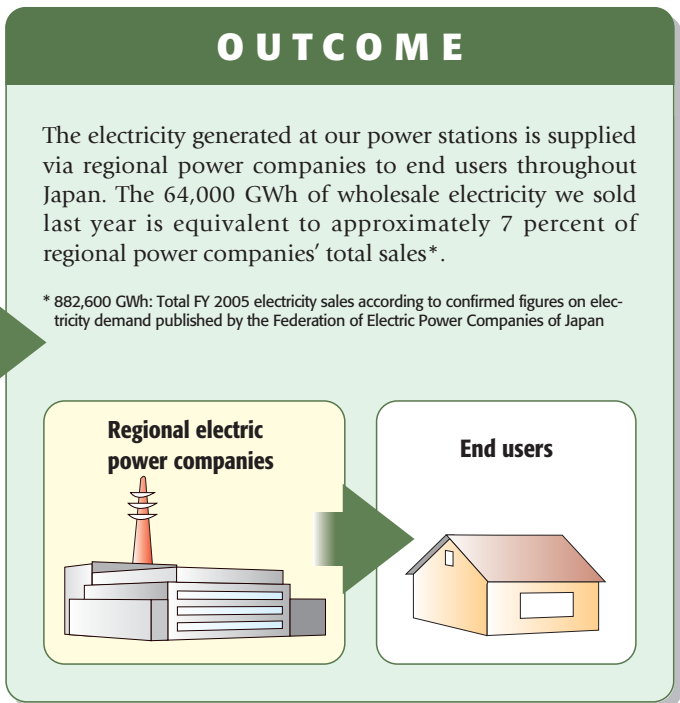 OUTCOME
The electricity generated at our power stations is supplied
via regional power companies to end users throughout
Japan. The 64,000 GWh of wholesale electricity we sold
last year is equivalent to approximately 7 percent of
regional power companies’ total sales*.
* 882,600 GWh: Total FY 2005 electricity sales according to confirmed figures on elec-
tricity demand published by the Federation of Electric Power Companies of Japan
Regional electric
power companies
End users